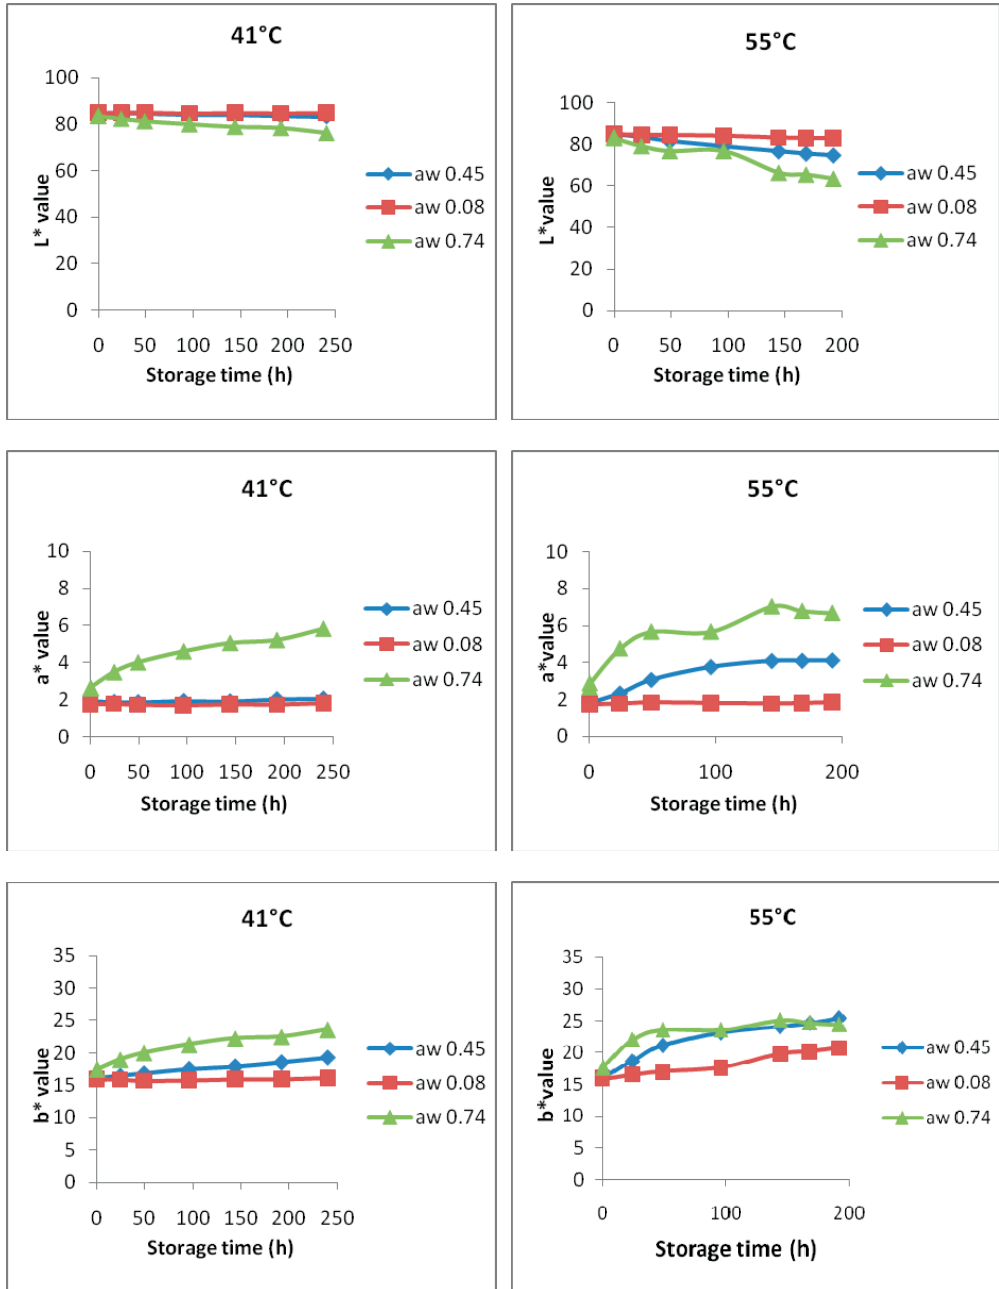 41°C
100
80
60
40
20
0
L* value
0 50 100 150 200 250
Storage time (h)
aw 0.45
aw 0.08
aw 0.74
55°C
100
80
60
40
20
0
L*value
0 50 100 150 200
Storage time (h)
aw 0.45
aw 0.08
aw 0.74
41°C
10
8
6
4
2
0
a* value
0 50 100 150 200 250
Storage time (h)
aw 0.45
aw 0.08
aw 0.74
55°C
10
8
6
4
2
0
a*value
0 100 200
Storage time (h)
aw 0.45
aw 0.08
aw 0.74
41°C
35
30
25
20
15
10
5
0
b* value
0 50 100 150 200 250
Storage time (h)
aw 0.45
aw 0.08
aw 0.74
55°C
35
30
25
20
15
10
5
0
b*value
0 100 200
Storage time (h)
aw 0.45
aw 0.08
aw 0.74